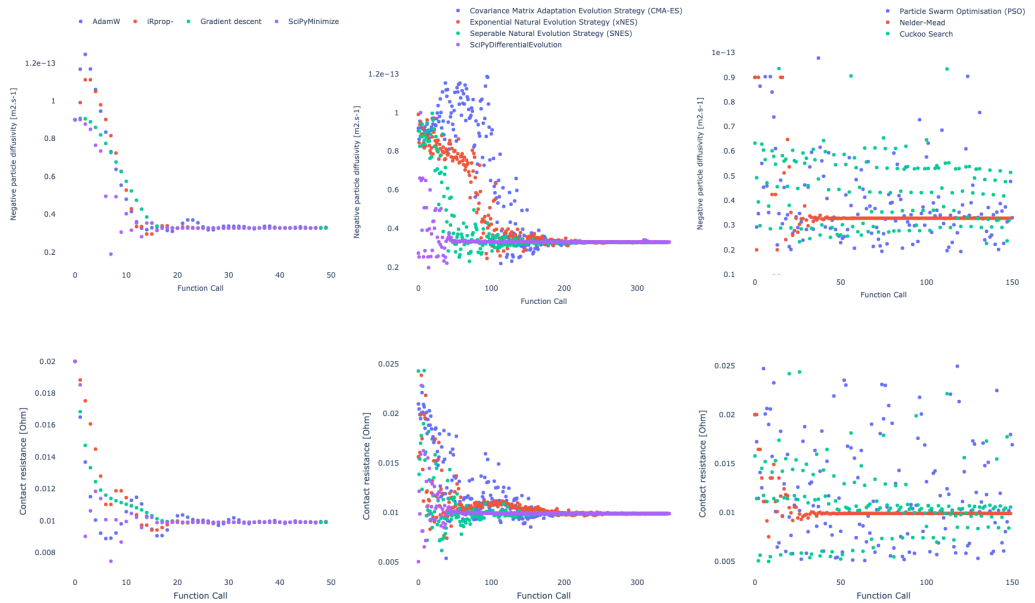 AdamW iRprop- Gradient descent SciPyMinimize
1.2e−13
1
0.8
0.6
0.4
0.2
Negative particle diffusivity [m2.s-1]
0 10 20 30 40 50
Function Call
Covariance Matrix Adaptation Evolution Strategy (CMA-ES)
Exponential Natural Evolution Strategy (xNES)
Seperable Natural Evolution Strategy (SNES)
SciPyDifferentialEvolution
1.2e−13
1
0.8
0.6
0.4
0.2
Negative particle diffusivity [m2.s-1]
0 100 200 300
Function Call
Particle Swarm Optimisation (PSO)
Nelder-Mead
Cuckoo Search
1e−13
0.9
0.8
0.7
0.6
0.5
0.4
0.3
0.2
0.1
Negative particle diffusivity [m2.s-1]
0 50 100 150
Function Call
0.02
0.018
0.016
0.014
0.012
0.01
0.008
Contact resistance [Ohm]
0 10 20 30 40 50
Function Call
0.025
0.02
0.015
0.01
0.005
Contact resistance [Ohm]
0 100 200 300
Function Call
0.025
0.02
0.015
0.01
0.005
Contact resistance [Ohm]
0 50 100 150
Function Call